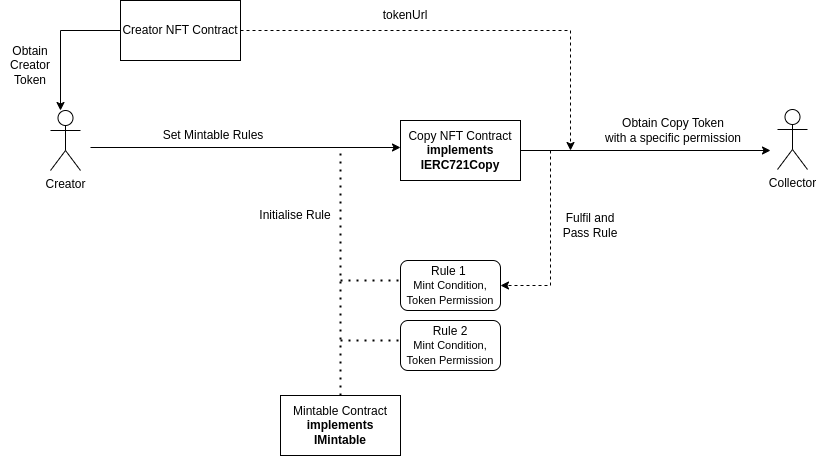 tokenUrl
Creator NFT Contract
Obtain
Creator
Token
Set Mintable Rules
Copy NFT Contract
implements
IERC721Copy
Obtain Copy Token
with a specific permission
Creator
Collector
Initialise Rule
Fulfil and
Pass Rule
Rule 1
Mint Condition,
Token Permission
Rule 2
Mint Condition,
Token Permission
Mintable Contract
implements
IMintable